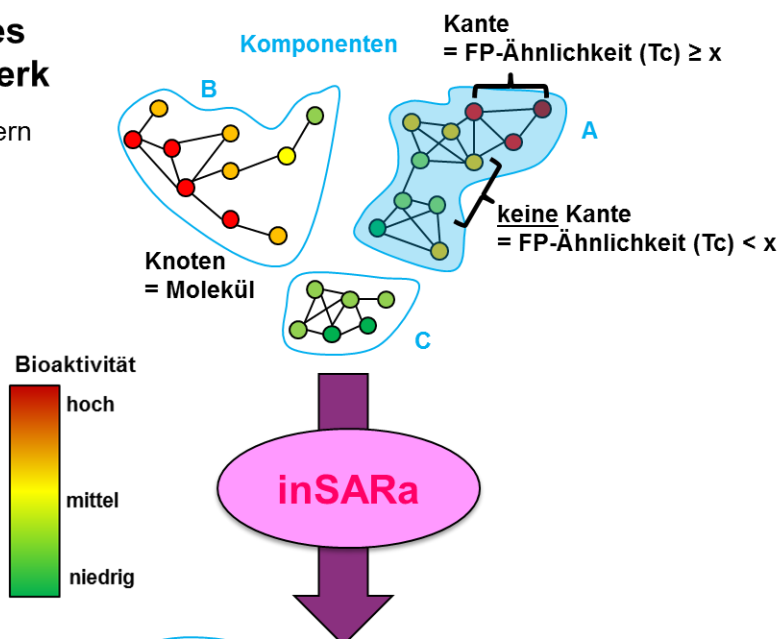 es
erk
ern
Komponenten
Kante
= FP-Ähnlichkeit (Tc) ≥ x
B
A
keine Kante
= FP-Ähnlichkeit (Tc) < x
Knoten
= Molekül
C
Bioaktivität
hoch
mittel
niedrig
inSARa